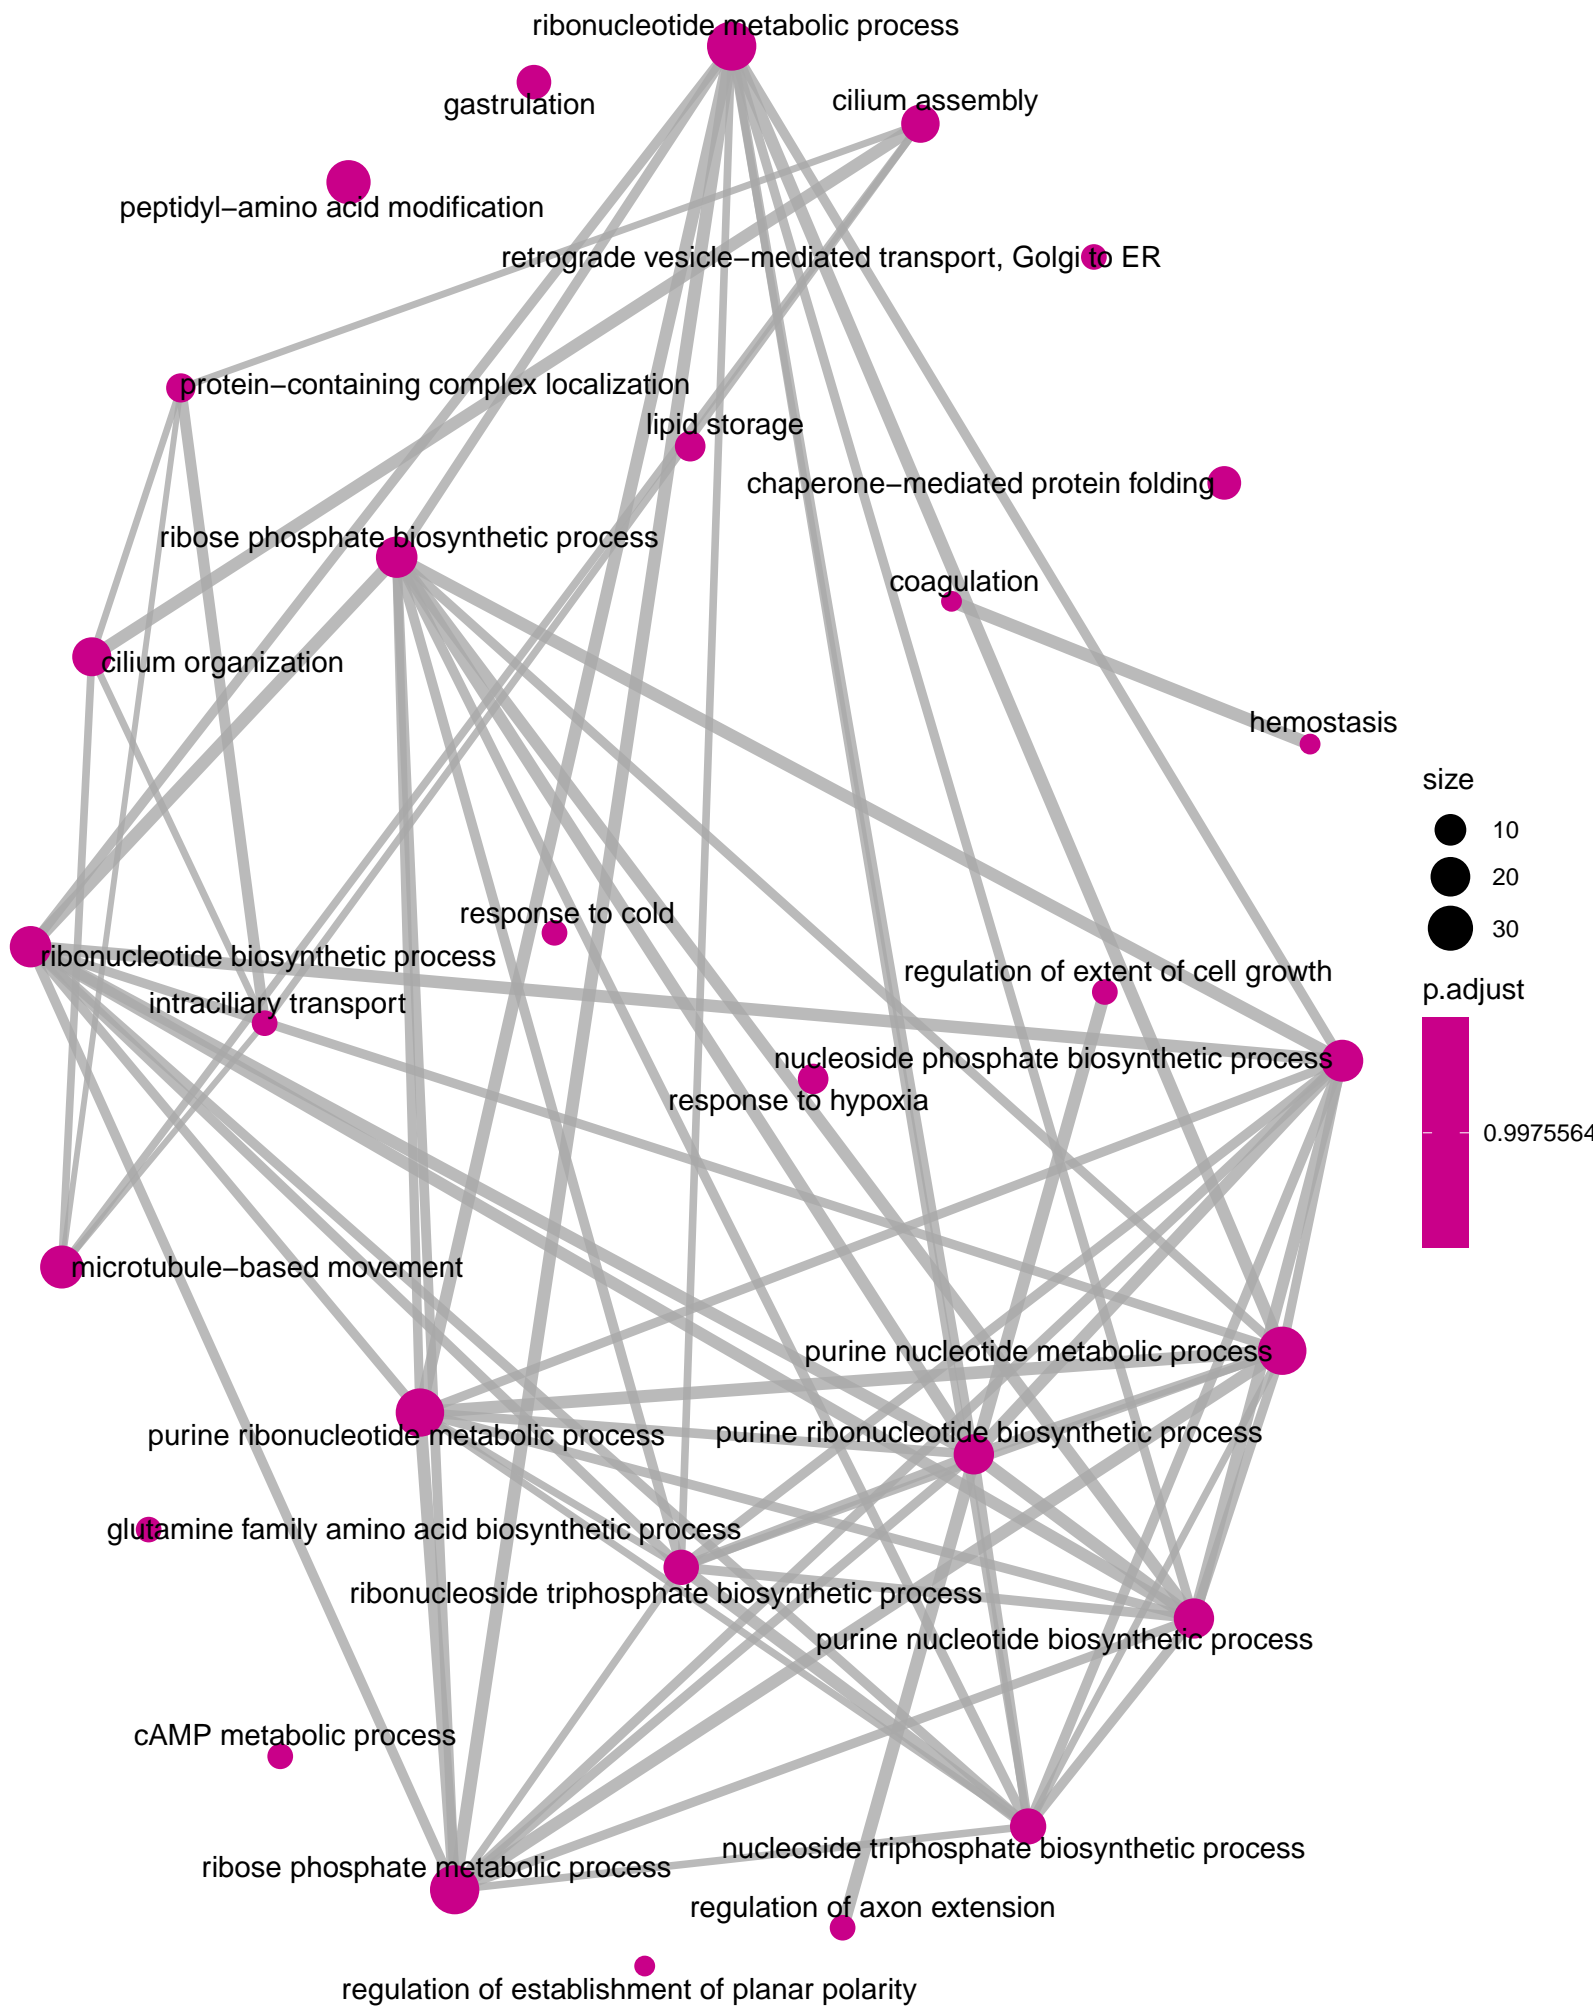 ribonucleotide metabolic process
gastrulation
cilium assembly
peptidyl−amino acid modification
retrograde vesicle−mediated transport, Golgi to ER
protein−containing complex localization
lipid storage
chaperone−mediated protein folding
ribose phosphate biosynthetic process
coagulation
cilium organization
hemostasis
size
10
20
30
response to cold
ribonucleotide biosynthetic process
regulation of extent of cell growth
p.adjust
intraciliary transport
nucleoside phosphate biosynthetic process
response to hypoxia
0.9975564
microtubule−based movement
purine nucleotide metabolic process
purine ribonucleotide metabolic process
purine ribonucleotide biosynthetic process
glutamine family amino acid biosynthetic process
ribonucleoside triphosphate biosynthetic process
purine nucleotide biosynthetic process
cAMP metabolic process
nucleoside triphosphate biosynthetic process
ribose phosphate metabolic process
regulation of axon extension
regulation of establishment of planar polarity